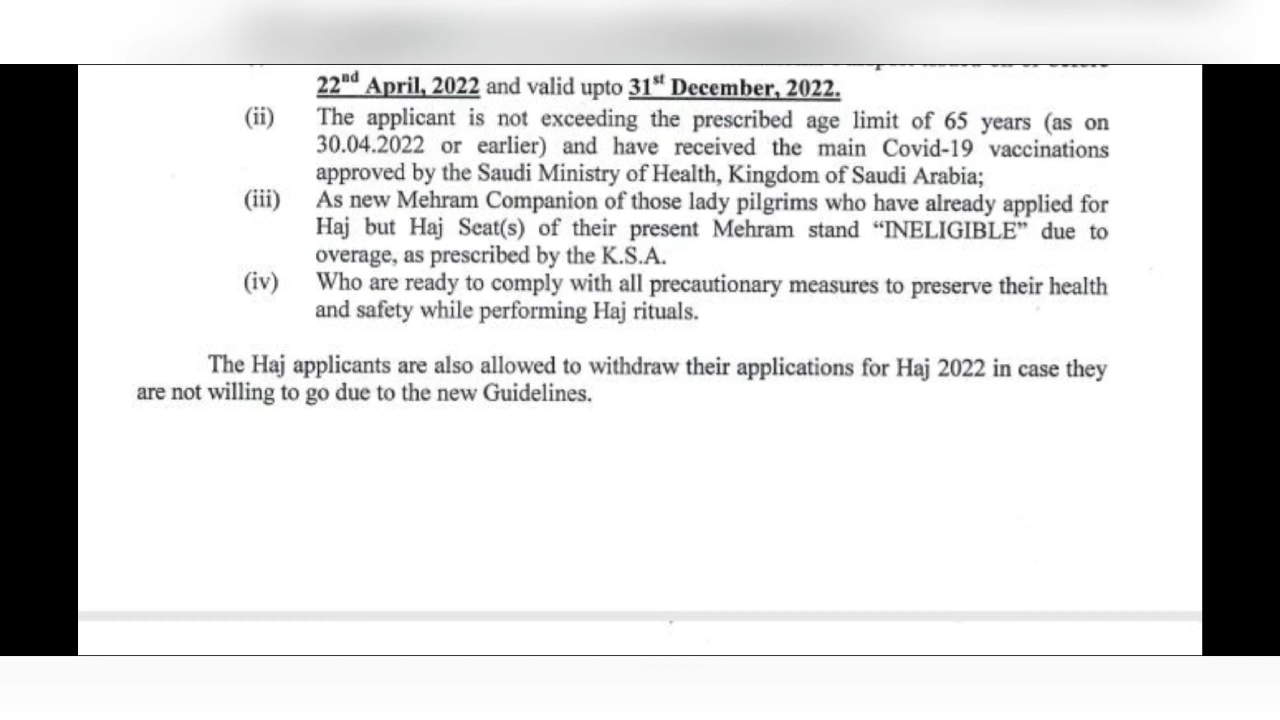 22nd April, 2022 and valid upto 31st December, 2022.
(ii) The applicant is not exceeding the prescribed age limit of 65 years (as on
30.04.2022 or earlier) and have received the main Covid-19 vaccinations
approved by the Saudi Ministry of Health, Kingdom of Saudi Arabia;
(iii) As new Mehram Companion of those lady pilgrims who have already applied for
Haj but Haj Seat(s) of their present Mehram stand “INELIGIBLE” due to
overage, as prescribed by the K.S.A.
(iv) Who are ready to comply with all precautionary measures to preserve their health
and safety while performing Haj rituals.
The Haj applicants are also allowed to withdraw their applications for Haj 2022 in case they
are not willing to go due to the new Guidelines.